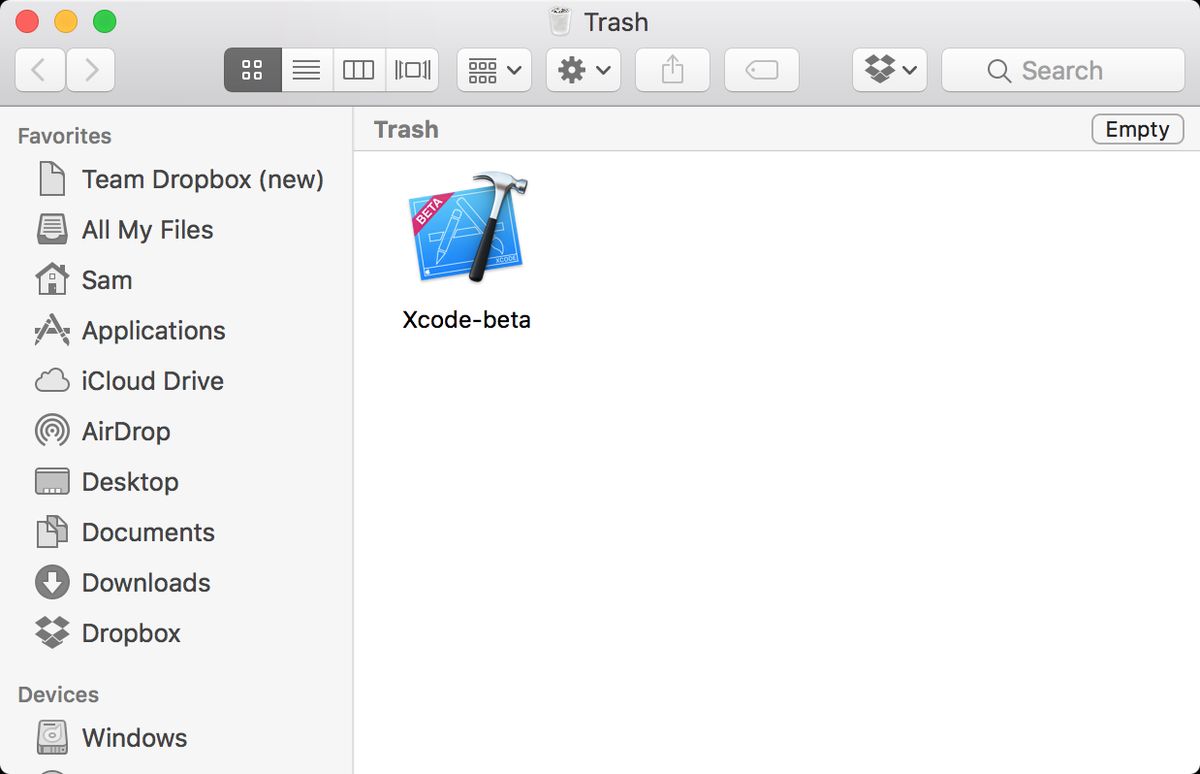 Trash
Search
Favorites
Team Dropbox (new)
All My Files
Sam
Applications
iCloud Drive
AirDrop
Desktop
Documents
Downloads
Dropbox
Devices
Windows
Trash
Empty
BETA
XCODE
Xcode-beta